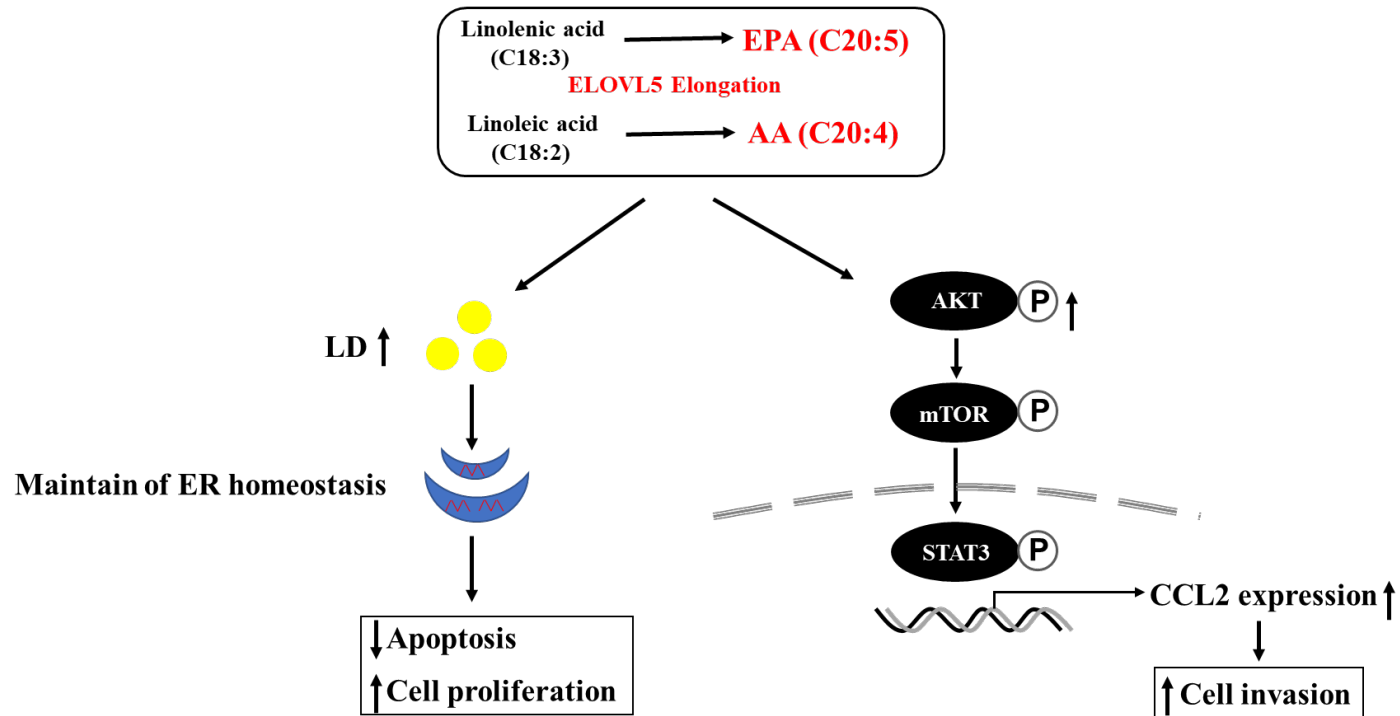 Linolenic acid
(C18:3)
EPA (C20:5)
ELOVL5 Elongation
Linoleic acid
(C18:2)
AA (C20:4)
LD
Maintain of ER homeostasis
Apoptosis
Cell proliferation
AKT
P
mTOR
P
STAT3
P
CCL2 expression
Cell invasion